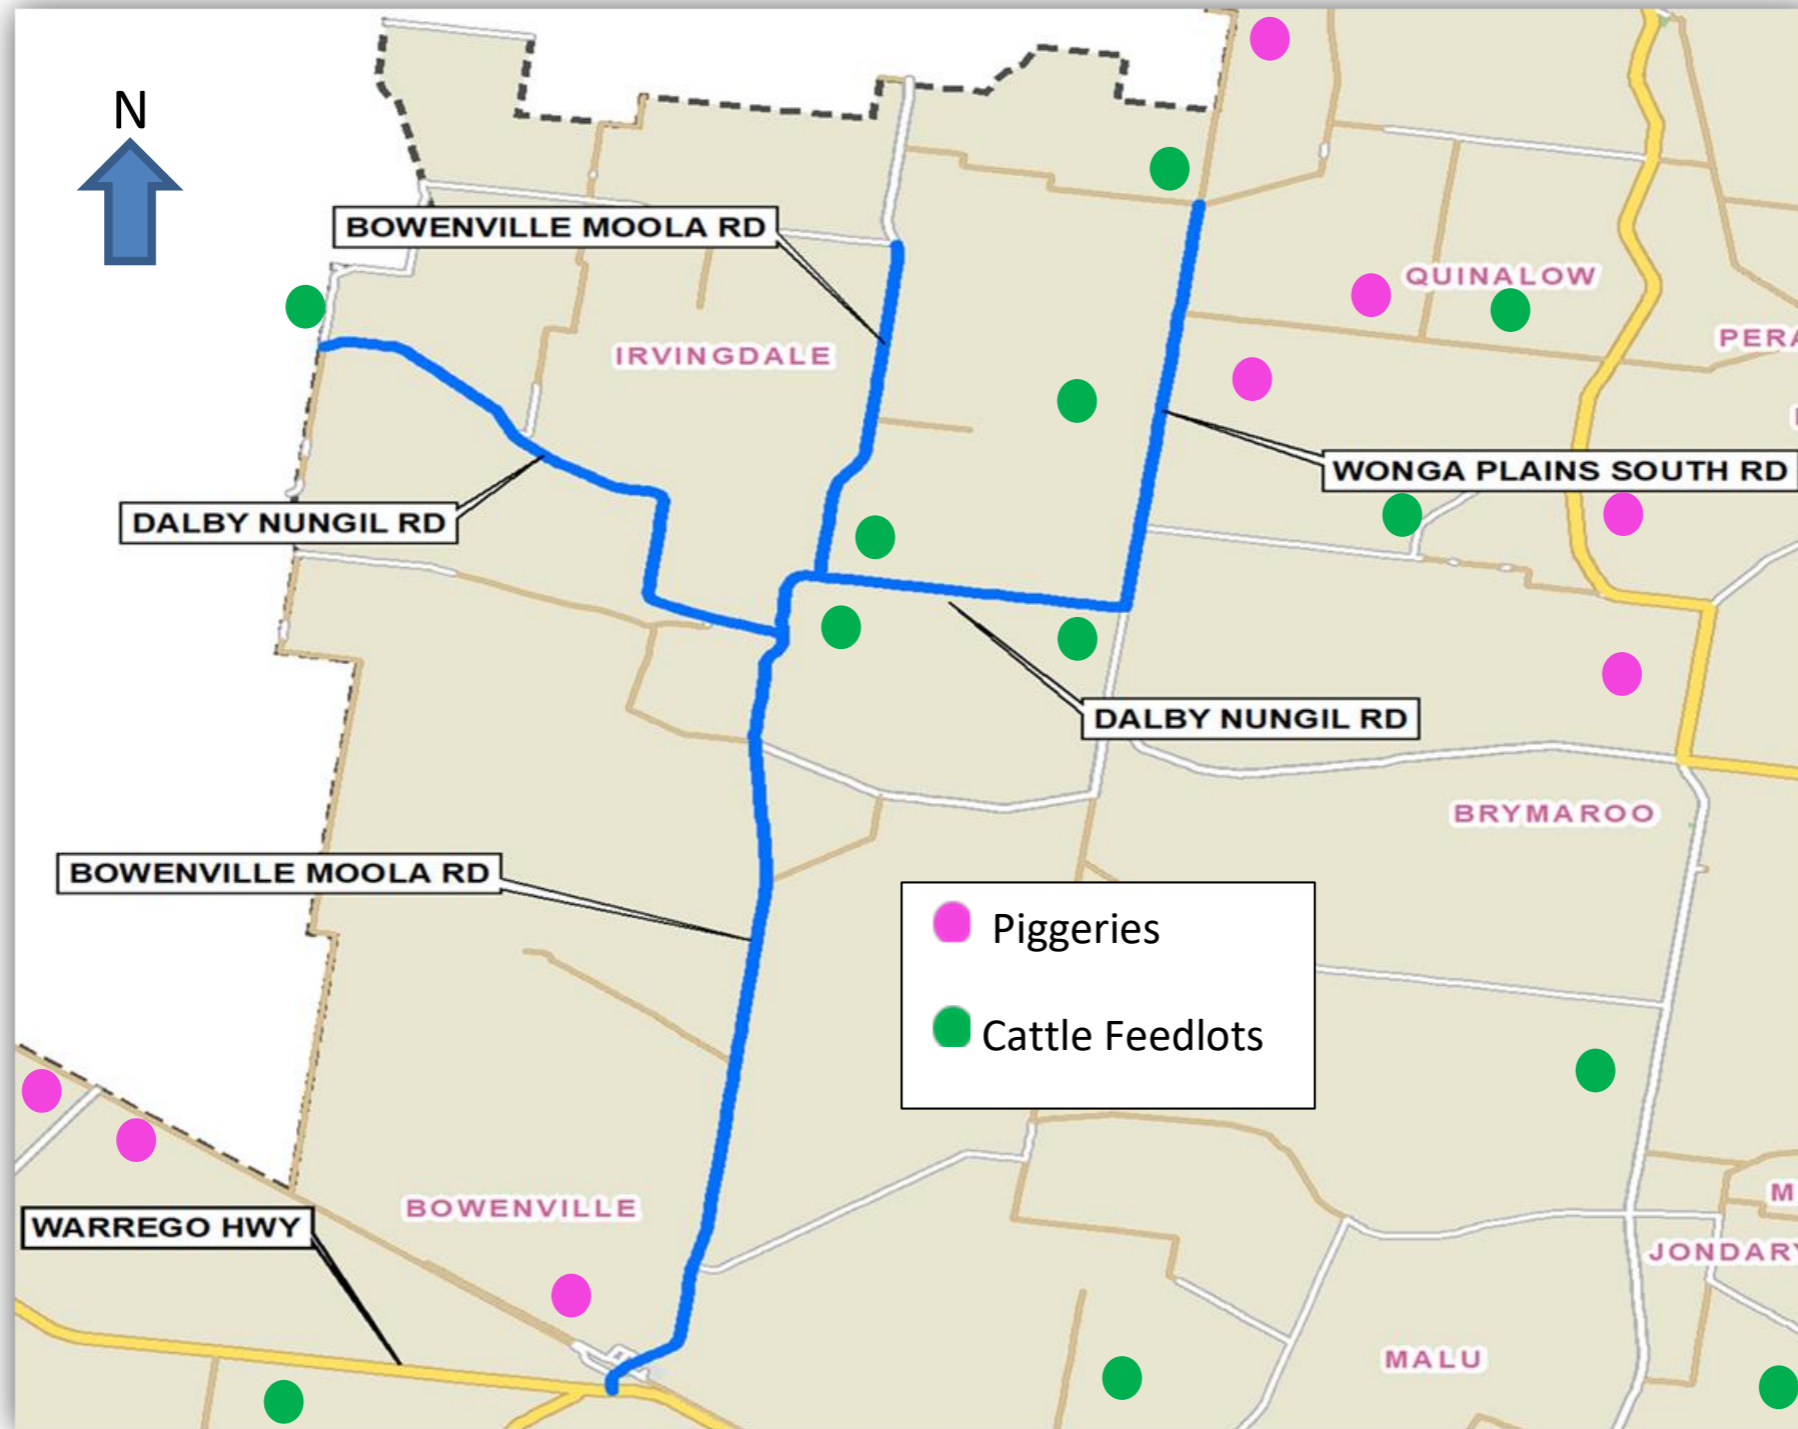 N
BOWENVILLE MOOLA RD
QUINALOW
PERA
IRVINGDALE
WONGA PLAINS SOUTH RD
DALBY NUNGIL RD
DALBY NUNGIL RD
BRYMAROO
BOWENVILLE MOOLA RD
Piggeries
Cattle Feedlots
M
BOWENVILLE
WARREGO HWY
JONDARY
MALU